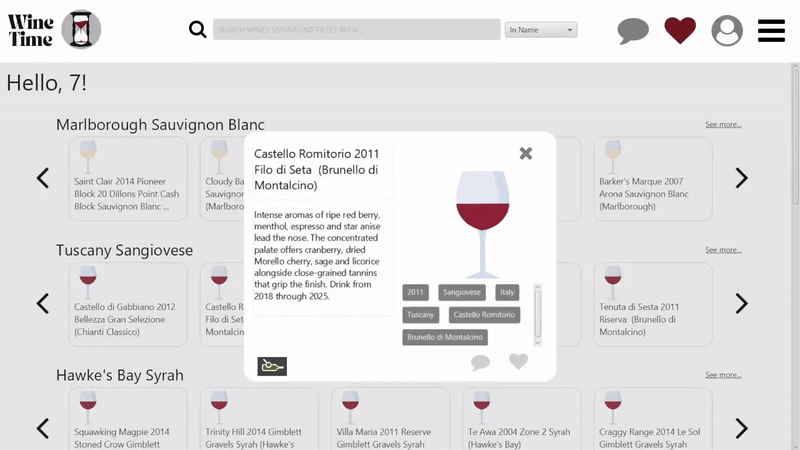 Wine
Time
SEARCH WINES SEPARATING FILTED WITH ,
In Name
Hello, 7!
Marlborough Sauvignon Blanc
See more...
Saint Clair 2014 Pioneer
Block 20 Dillons Point Cash
Block Sauvignon Blanc ...
Cloudy Ba
Sauvigno
(Marlborou
Barker's Marque 2007
Arona Sauvignon Blanc
(Marlborough)
Castello Romitorio 2011
Filo di Seta (Brunello di
Montalcino)
Intense aromas of ripe red berry,
menthol, espresso and star anise
lead the nose. The concentrated
palate offers cranberry, dried
Morello cherry, sage and licorice
alongside close-grained tannins
that grip the finish. Drink from
2018 through 2025.
2011
Sangiovese
Italy
Tuscany
Castello Romitorio
Brunello di Montalcino
Tuscany Sangiovese
See more...
Castello di Gabbiano 2012
Bellezza Gran Selezione
(Chianti Classico)
Castello R
Filo di Set
Montalcin
Tenuta di Sesta 2011
Riserva (Brunello di
Montalcino)
Hawke's Bay Syrah
See more...
Squawking Magpie 2014
Stoned Crow Gimblett
Trinity Hill 2014 Gimblett
Gravels Syrah (Hawke's
Villa Maria 2011 Reserve
Gimblett Gravels Syrah
Te Awa 2004 Zone 2 Syrah
(Hawke's Bay)
Craggy Range 2014 Le Sol
Gimblett Gravels Syrah